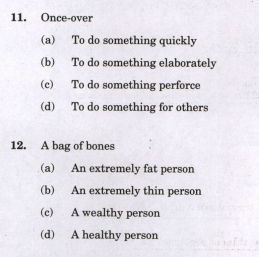 11. Once-over
(a) To do something quickly
(b) To do something elaborately
(c) To do something perforce
(d) To do something for others
12. A bag of bones
(a) An extremely fat person
(b) An extremely thin person
(c) A wealthy person
(d) A healthy person